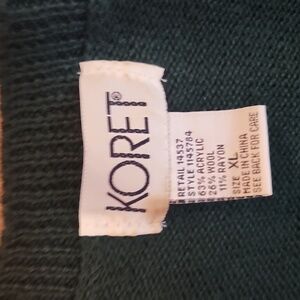 KORET®
RETAIL 14537
STYLE 1145784
63% ACRYLIC
26% WOOL
11% RAYON
SIZE XL
MADE IN CHINA
SEE BACK FOR CARE